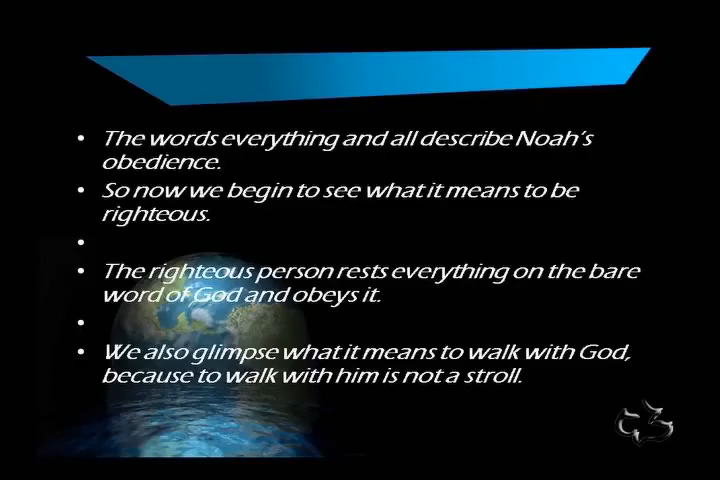 • The words everything and all describe Noah's
obedience.
• So now we begin to see what it means to be
righteous.
•
• The righteous person rests everything on the bare
word of God and obeys it.
•
• We also glimpse what it means to walk with God,
because to walk with him is not a stroll.
C3